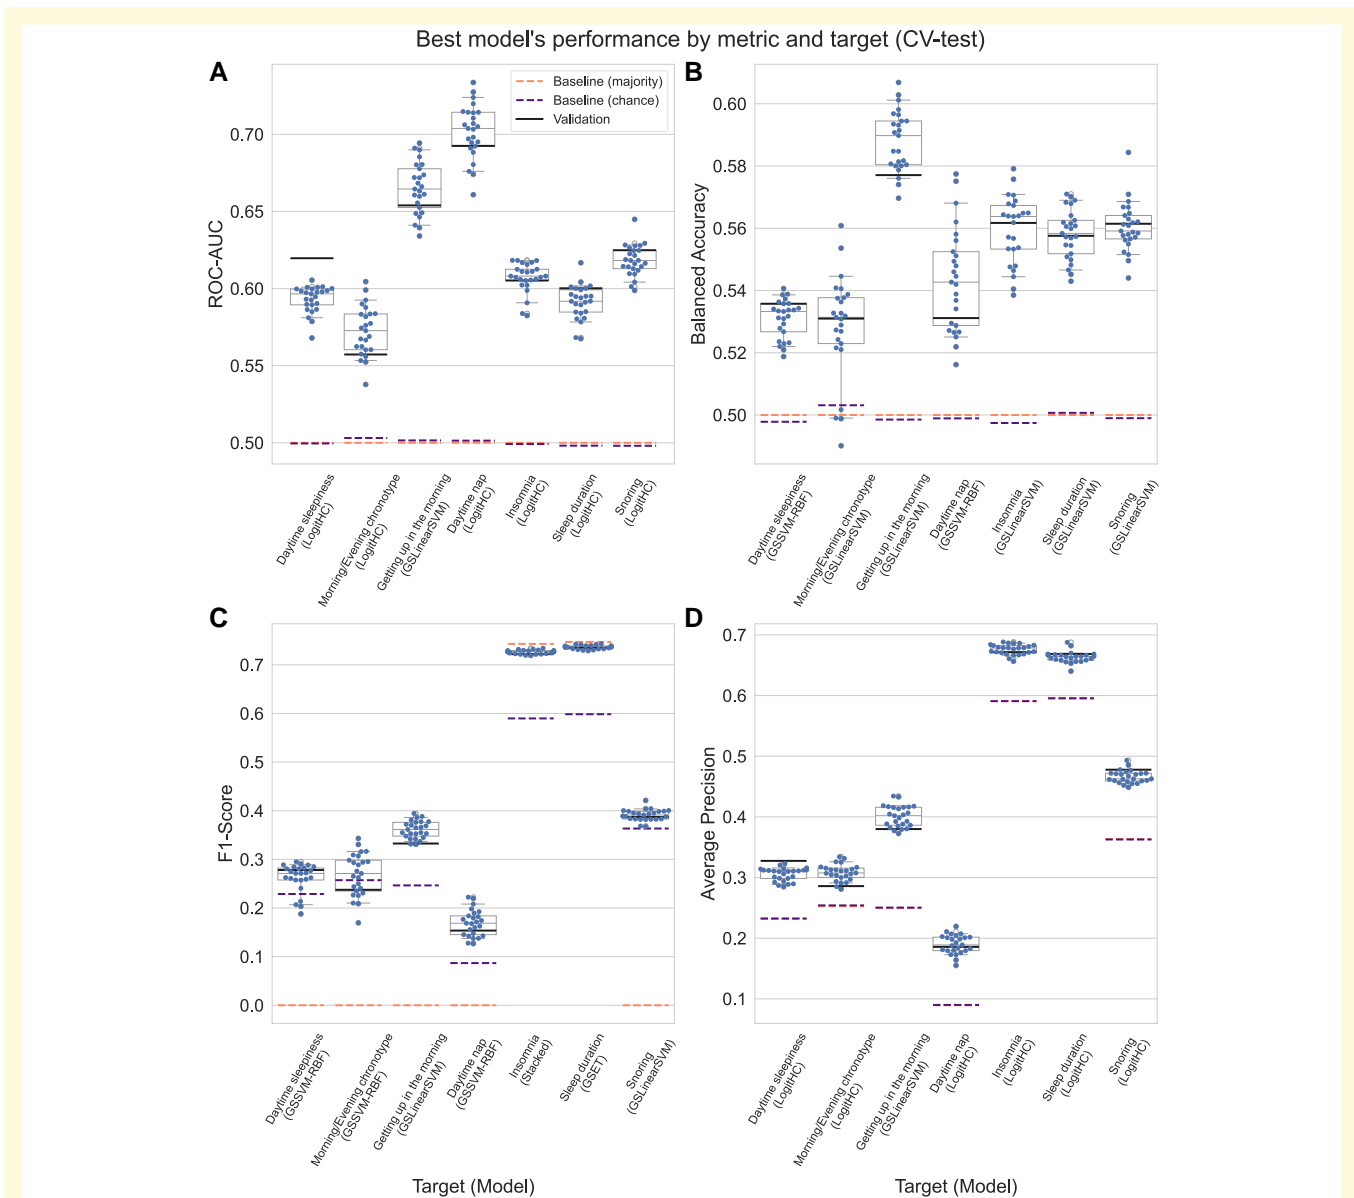 Best model's performance by metric and target (CV-test)
A
Baseline (majority)
Baseline (chance)
Validation
ROC-AUC
0.70
0.65
0.60
0.55
0.50
Daytime sleepiness
(LogitHC)
Morning/Evening chronotype
(LogitHC)
Getting up in the morning
(GSLinearSVM)
Daytime nap
(LogitHC)
Insomnia
(LogitHC)
Sleep duration
(LogitHC)
Snoring
(LogitHC)
B
Balanced Accuracy
0.60
0.58
0.56
0.54
0.52
0.50
Daytime sleepiness
(GSSVM-RBF)
Morning/Evening chronotype
(GSLinearSVM)
Getting up in the morning
(GSLinearSVM)
Daytime nap
(GSSVM-RBF)
Insomnia
(GSLinearSVM)
Sleep duration
(GSLinearSVM)
Snoring
(GSLinearSVM)
C
F1-Score
0.7
0.6
0.5
0.4
0.3
0.2
0.1
0.0
Daytime sleepiness
(GSSVM-RBF)
Morning/Evening chronotype
(GSSVM-RBF)
Getting up in the morning
(GSLinearSVM)
Daytime nap
(GSSVM-RBF)
Insomnia
(Stacked)
Sleep duration
(GSET)
Snoring
(GSLinearSVM)
Target (Model)
D
Average Precision
0.7
0.6
0.5
0.4
0.3
0.2
0.1
Daytime sleepiness
(LogitHC)
Morning/Evening chronotype
(LogitHC)
Getting up in the morning
(GSLinearSVM)
Daytime nap
(LogitHC)
Insomnia
(LogitHC)
Sleep duration
(LogitHC)
Snoring
(LogitHC)
Target (Model)